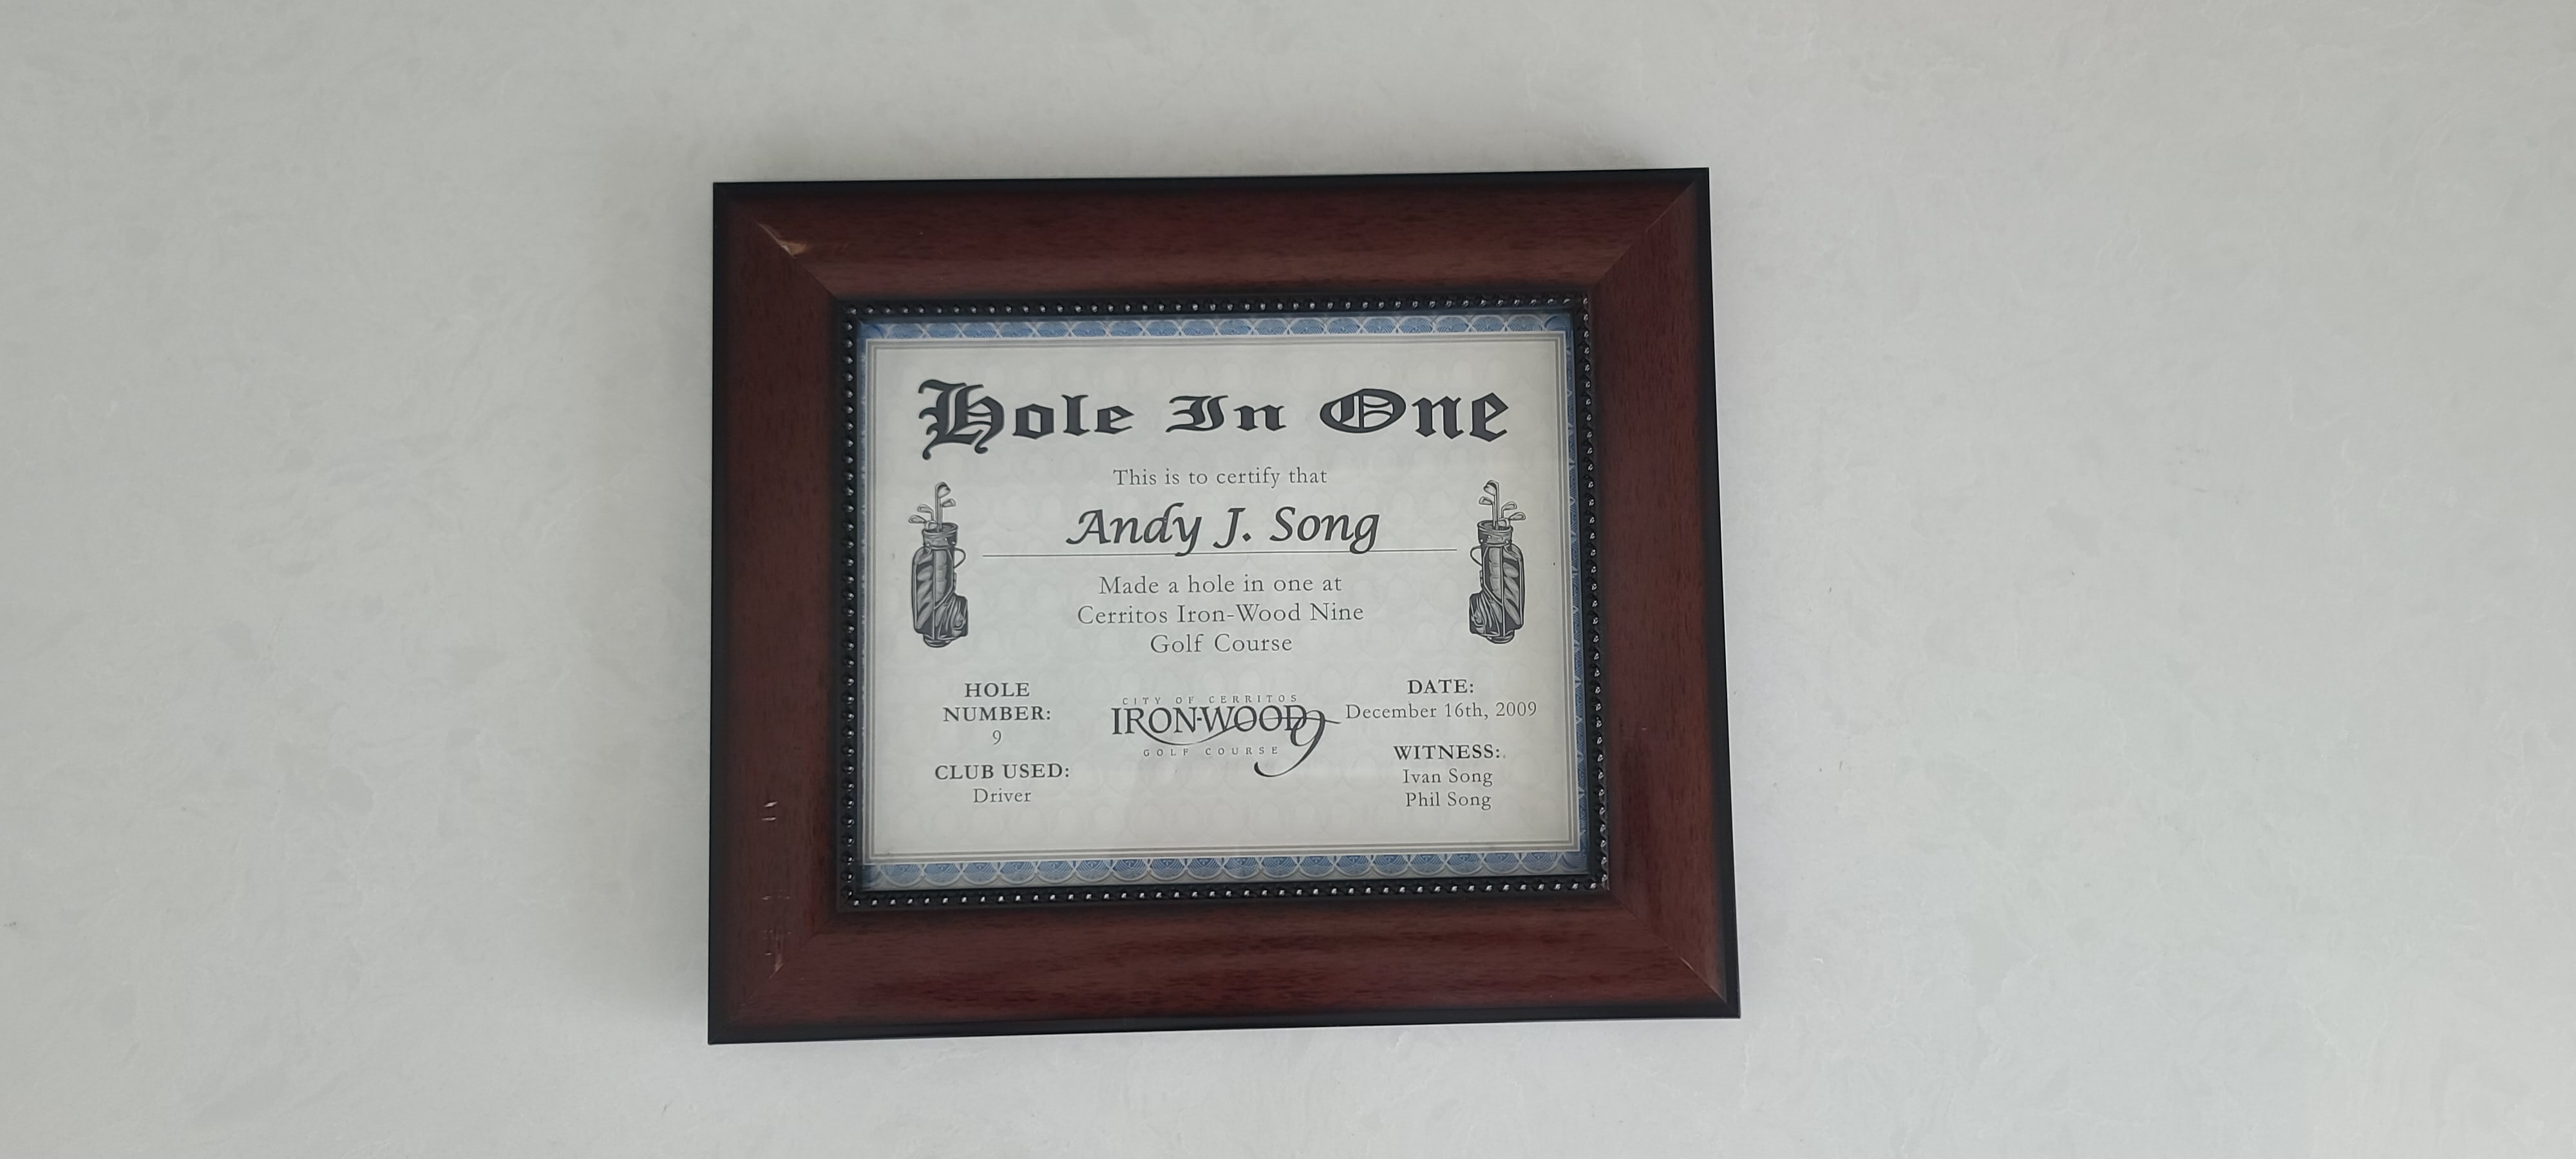 Hole In One
This is to certify that
Andy J. Song
Made a hole in one at
Cerritos Iron-Wood Nine
Golf Course
HOLE
NUMBER:
9
CLUB USED:
Driver
CITY OF CERRITOS
IRON-WOOD
9
GOLF COURSE
DATE:
December 16th, 2009
WITNESS:
Ivan Song
Phil Song